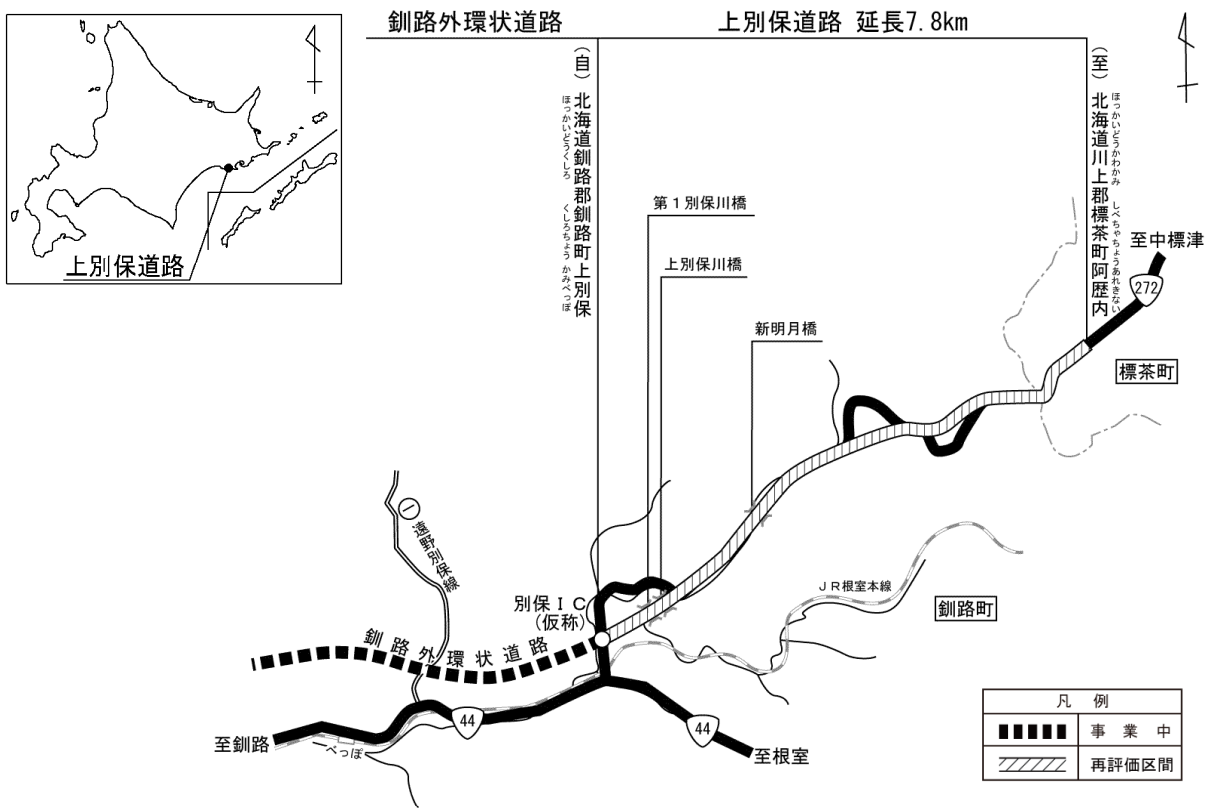 釧路外環状道路
上別保道路 延長7.8km
上別保道路
(自) 北海道釧路郡釧路町上別保
ほっかいどうくしろ くしろちょう かみべっぽ
(至) 北海道川上郡標茶町阿歴内
ほっかいどうかわかみ しべちゃちょうあれきない
第1別保川橋
上別保川橋
新明月橋
至中標津
272
標茶町
一
遠野別保線
JR根室本線
釧路町
別保IC
(仮称)
釧路外環状道路
44
44
至釧路
べっぽ
至根室
凡例
事業中
再評価区間